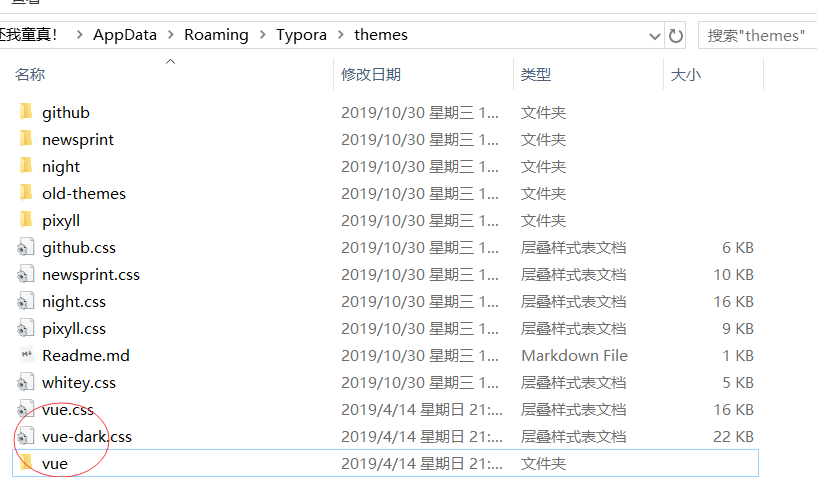 查看
还我童真! > AppData > Roaming > Typora > themes 搜索"themes"
名称 修改日期 类型 大小
github 2019/10/30 星期三 1... 文件夹
newsprint 2019/10/30 星期三 1... 文件夹
night 2019/10/30 星期三 1... 文件夹
old-themes 2019/10/30 星期三 1... 文件夹
pixyll 2019/10/30 星期三 1... 文件夹
github.css 2019/10/30 星期三 1... 层叠样式表文档 6 KB
newsprint.css 2019/10/30 星期三 1... 层叠样式表文档 10 KB
night.css 2019/10/30 星期三 1... 层叠样式表文档 16 KB
pixyll.css 2019/10/30 星期三 1... 层叠样式表文档 9 KB
Readme.md 2019/10/30 星期三 1... Markdown File 1 KB
whitey.css 2019/10/30 星期三 1... 层叠样式表文档 5 KB
vue.css 2019/4/14 星期日 21:... 层叠样式表文档 16 KB
vue-dark.css 2019/4/14 星期日 21:... 层叠样式表文档 22 KB
vue 2019/4/14 星期日 21:... 文件夹